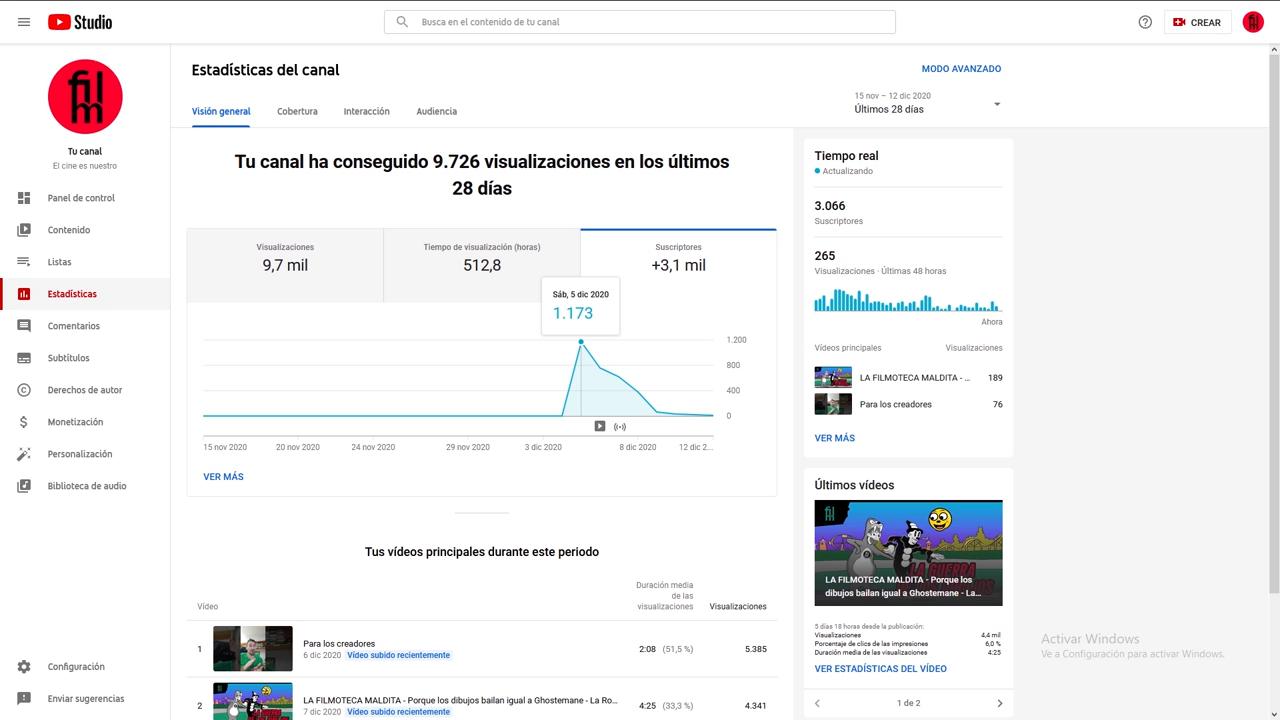 Studio
Busca en el contenido de tu canal
CREAR
film
Tu canal
El cine es nuestro
Panel de control
Contenido
Listas
Estadísticas
Comentarios
Subtítulos
Derechos de autor
Monetización
Personalización
Biblioteca de audio
Configuración
Enviar sugerencias
Estadísticas del canal
MODO AVANZADO
Visión general
Cobertura
Interacción
Audiencia
15 nov – 12 dic 2020
Últimos 28 días
Tu canal ha conseguido 9.726 visualizaciones en los últimos
28 días
Visualizaciones
9,7 mil
Tiempo de visualización (horas)
512,8
Suscriptores
+3,1 mil
Sáb, 5 dic 2020
1.173
1.200
800
400
0
15 nov 2020
20 nov 2020
24 nov 2020
29 nov 2020
3 dic 2020
8 dic 2020
12 dic 2...
VER MÁS
Tus vídeos principales durante este periodo
Vídeo
Duración media
de las
visualizaciones
Visualizaciones
1
Para los creadores
6 dic 2020 Vídeo subido recientemente
2:08 (51,5 %)
5.385
2
LA FILMOTECA MALDITA - Porque los dibujos bailan igual a Ghostemane - La Ro...
7 dic 2020 Vídeo subido recientemente
4:25 (33,3 %)
4.341
Tiempo real
Actualizando
3.066
Suscriptores
265
Visualizaciones · Últimas 48 horas
Ahora
Vídeos principales
Visualizaciones
LA FILMOTECA MALDITA - ...
189
Para los creadores
76
VER MÁS
Últimos vídeos
film
LA GUERRA
LA FILMOTECA MALDITA - Porque los
dibujos bailan igual a Ghostemane - La...
5 días 18 horas desde la publicación:
Visualizaciones 4,4 mil
Porcentaje de clics de las impresiones 6,0 %
Duración media de las visualizaciones 4:25
VER ESTADÍSTICAS DEL VÍDEO
1 de 2
Activar Windows
Ve a Configuración para activar Windows.
film